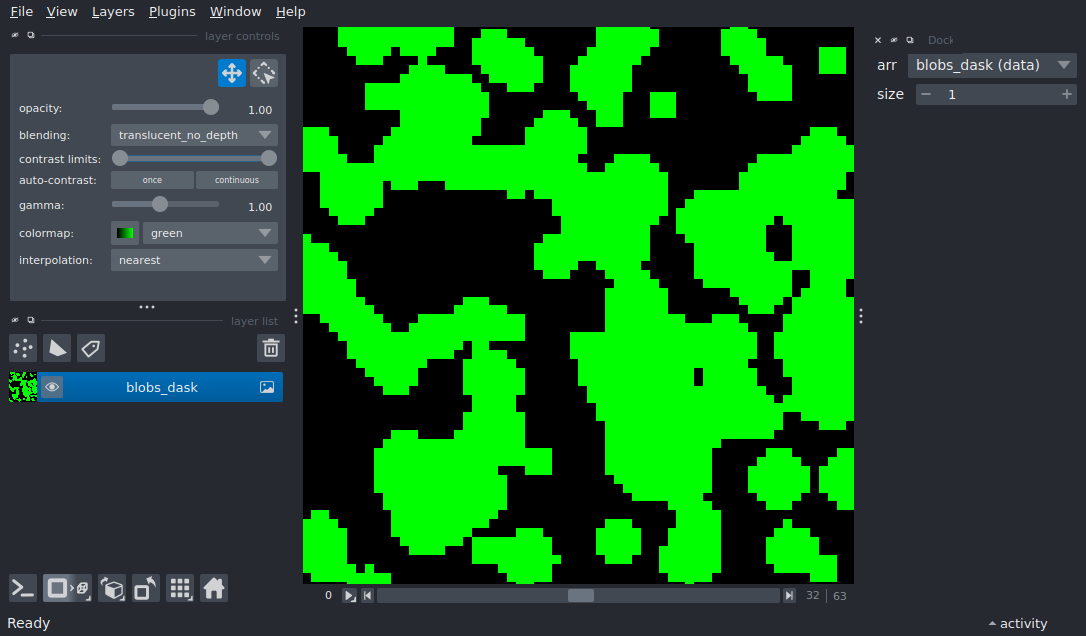 File View Layers Plugins Window Help
layer controls
opacity: 1.00
blending: translucent_no_depth
contrast limits:
auto-contrast: once continuous
gamma: 1.00
colormap: green
interpolation: nearest
layer list
blobs_dask
0 32 63
Ready
Dock
arr blobs_dask (data)
size 1
activity